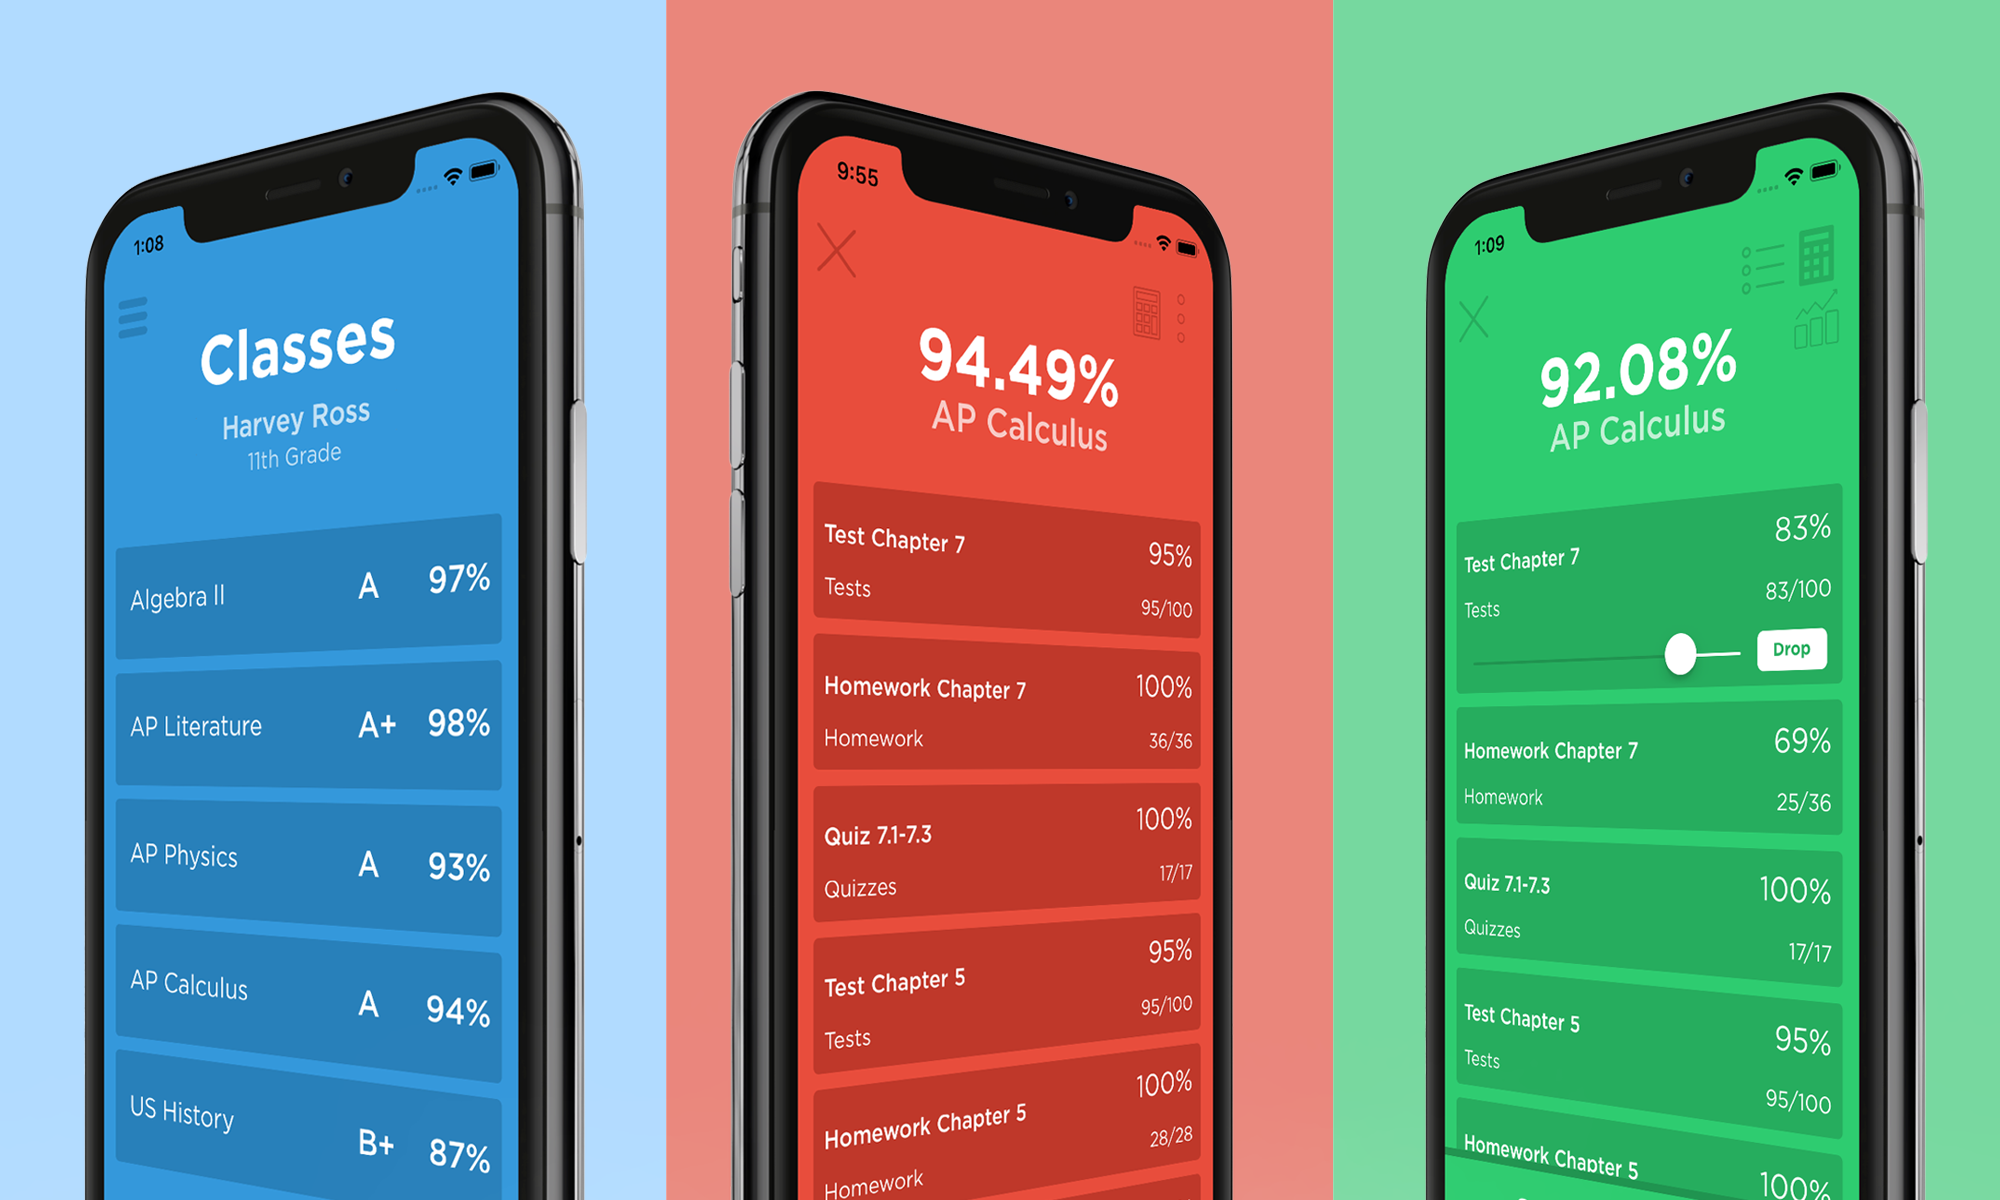 1:08
Classes
Harvey Ross
11th Grade
Algebra II A 97%
AP Literature A+ 98%
AP Physics A 93%
AP Calculus A 94%
US History B+ 87%
9:55
94.49%
AP Calculus
Test Chapter 7 95%
Tests 95/100
Homework Chapter 7 100%
Homework 36/36
Quiz 7.1-7.3 100%
Quizzes 17/17
Test Chapter 5 95%
Tests 95/100
Homework Chapter 5 100%
Homework 28/28
1:09
92.08%
AP Calculus
Test Chapter 7 83%
Tests 83/100
Drop
Homework Chapter 7 69%
Homework 25/36
Quiz 7.1-7.3 100%
Quizzes 17/17
Test Chapter 5 95%
Tests 95/100
Homework Chapter 5 100%